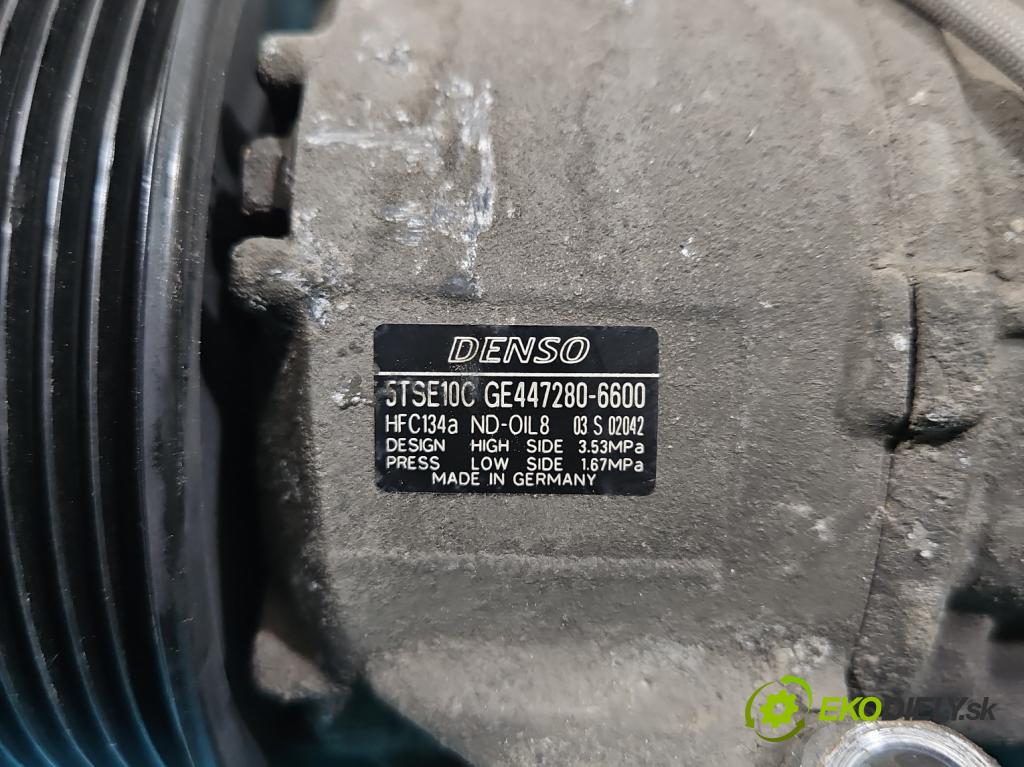 DENSO
5TSE10C GE447280-6600
HFC134a ND-OIL8 03 S 02042
DESIGN HIGH SIDE 3.53MPa
PRESS LOW SIDE 1.67MPa
MADE IN GERMANY
EKODIELY.sk